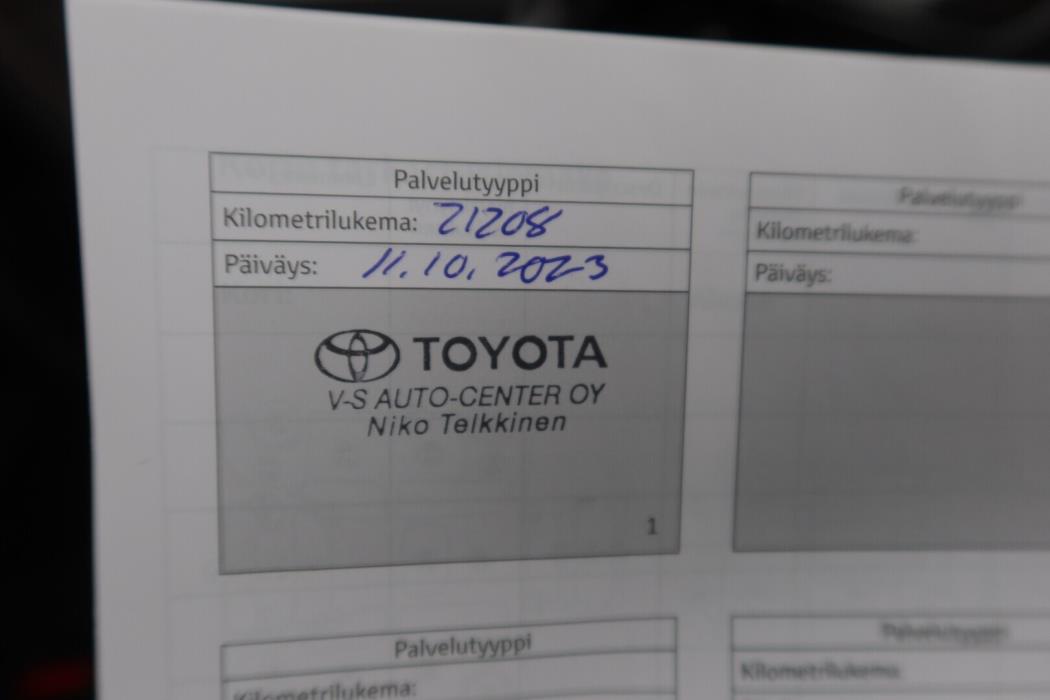 Palvelutyyppi
Kilometrilukema: 21208
Päiväys: 11.10.2023
TOYOTA
V-S AUTO-CENTER OY
Niko Telkkinen
1
Palvelutyyppi
Kilometrilukema:
Päiväys:
Palvelutyyppi
Kilometrilukema:
Palvelutyyppi
Kilometrilukema: